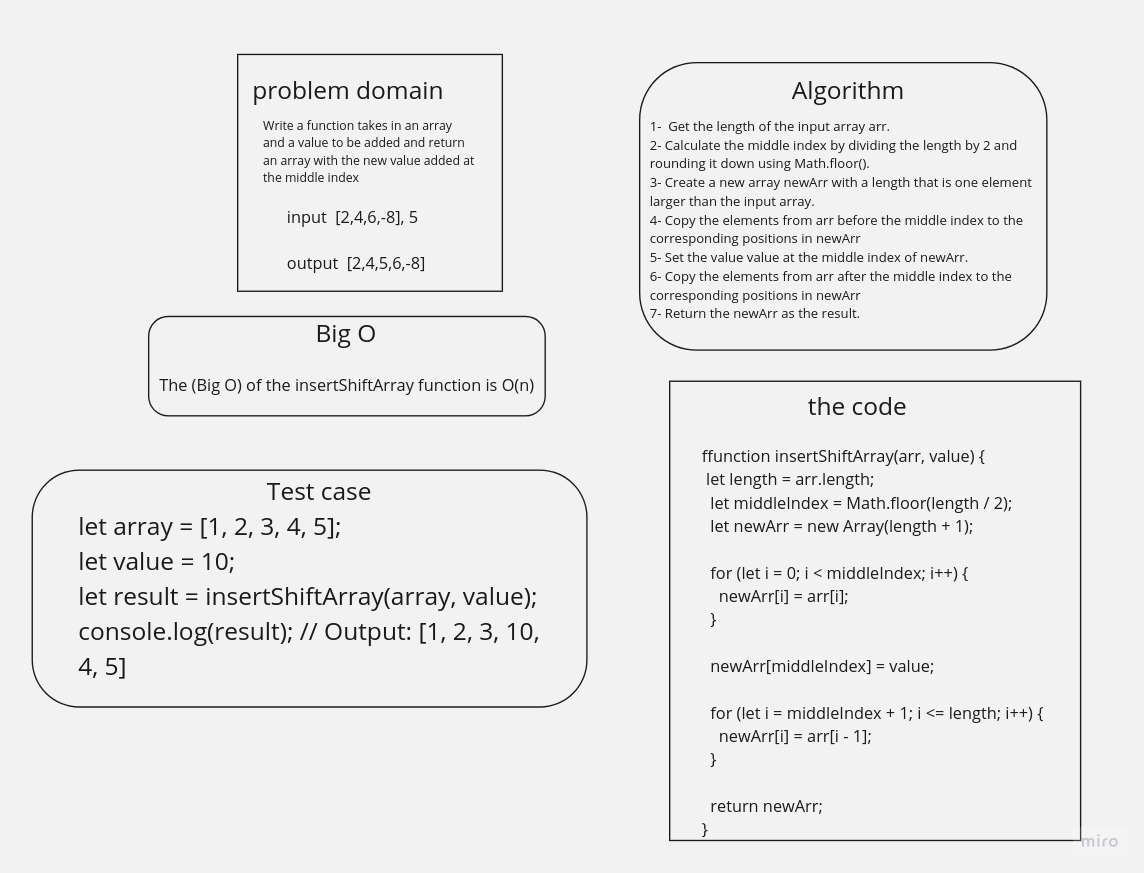 problem domain
Write a function takes in an array
and a value to be added and return
an array with the new value added at
the middle index
input [2,4,6,-8], 5
output [2,4,5,6,-8]
Big O
The (Big O) of the insertShiftArray function is O(n)
Test case
let array = [1, 2, 3, 4, 5];
let value = 10;
let result = insertShiftArray(array, value);
console.log(result); // Output: [1, 2, 3, 10,
4, 5]
Algorithm
1- Get the length of the input array arr.
2- Calculate the middle index by dividing the length by 2 and
rounding it down using Math.floor().
3- Create a new array newArr with a length that is one element
larger than the input array.
4- Copy the elements from arr before the middle index to the
corresponding positions in newArr
5- Set the value value at the middle index of newArr.
6- Copy the elements from arr after the middle index to the
corresponding positions in newArr
7- Return the newArr as the result.
the code
ffunction insertShiftArray(arr, value) {
let length = arr.length;
let middleIndex = Math.floor(length / 2);
let newArr = new Array(length + 1);
for (let i = 0; i < middleIndex; i++) {
newArr[i] = arr[i];
}
newArr[middleIndex] = value;
for (let i = middleIndex + 1; i <= length; i++) {
newArr[i] = arr[i - 1];
}
return newArr;
}
miro